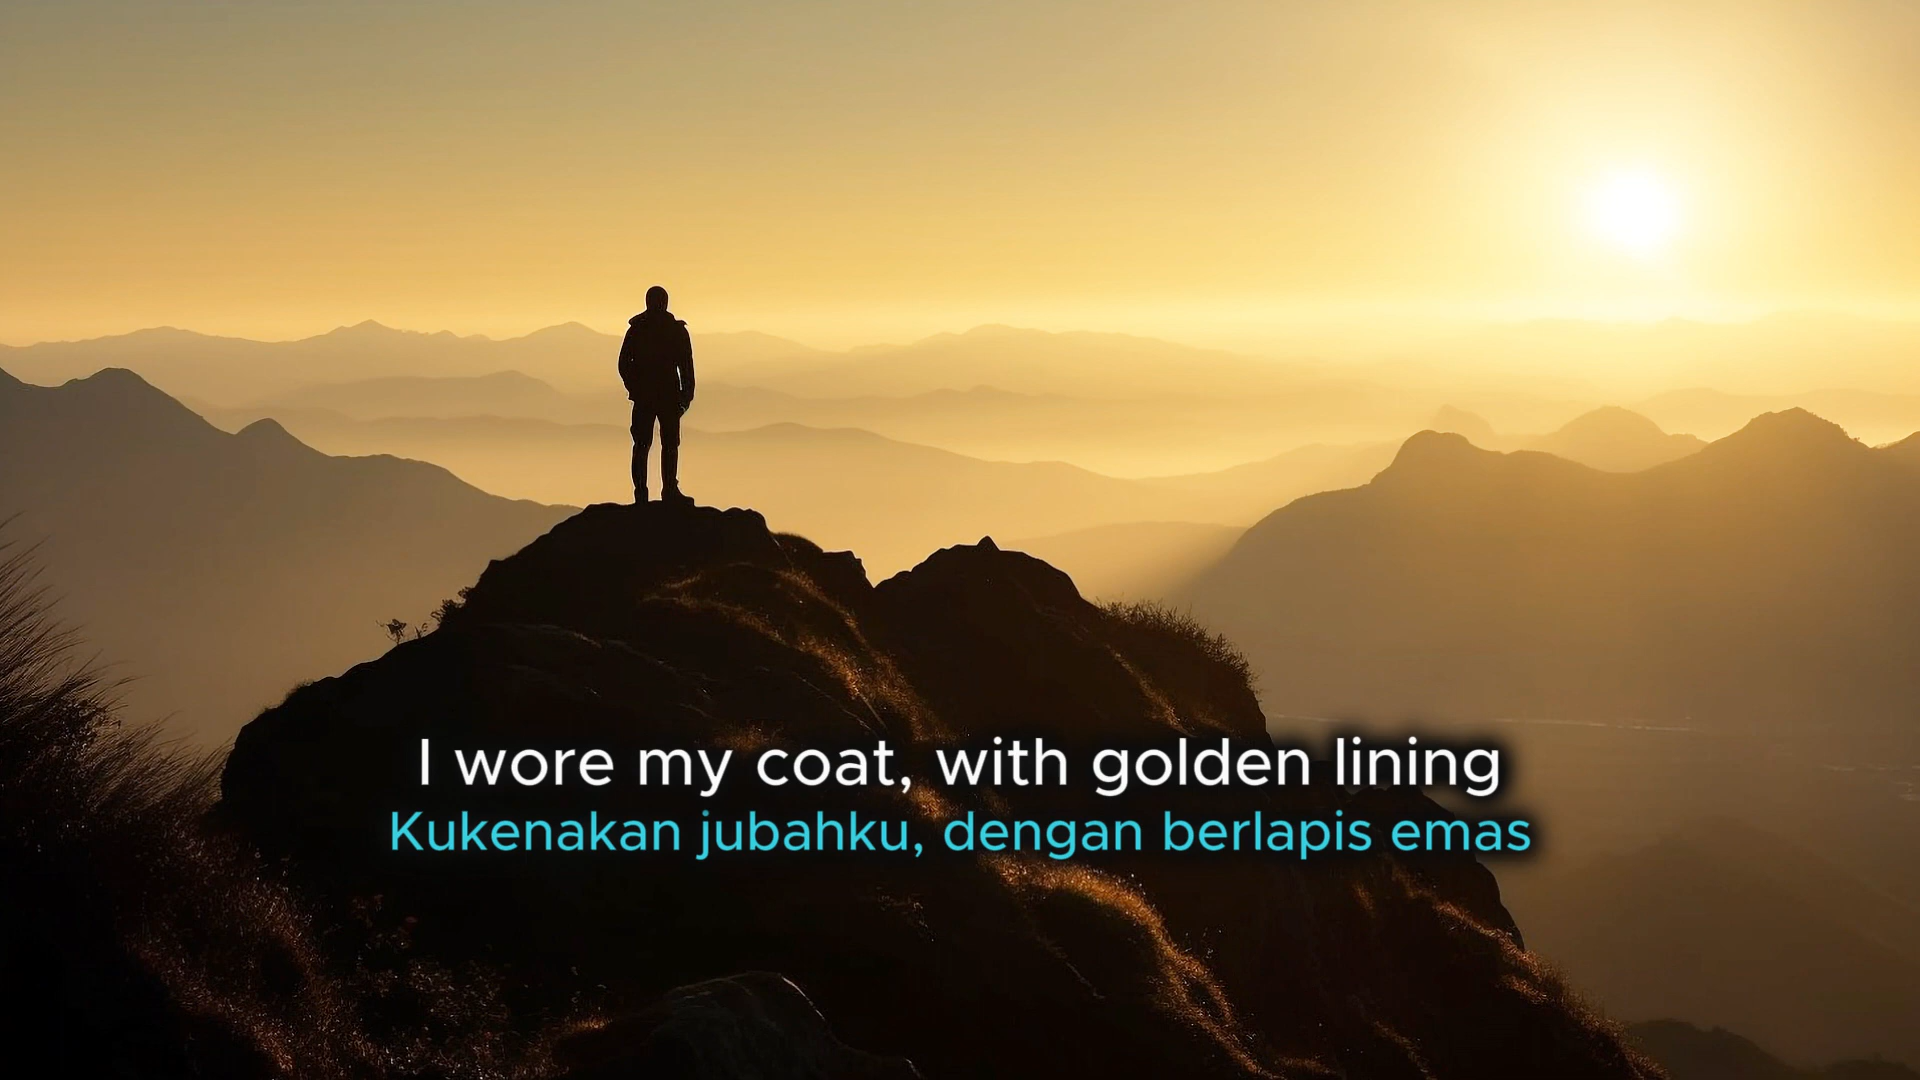 I wore my coat, with golden lining
Kukenakan jubahku, dengan berlapis emas